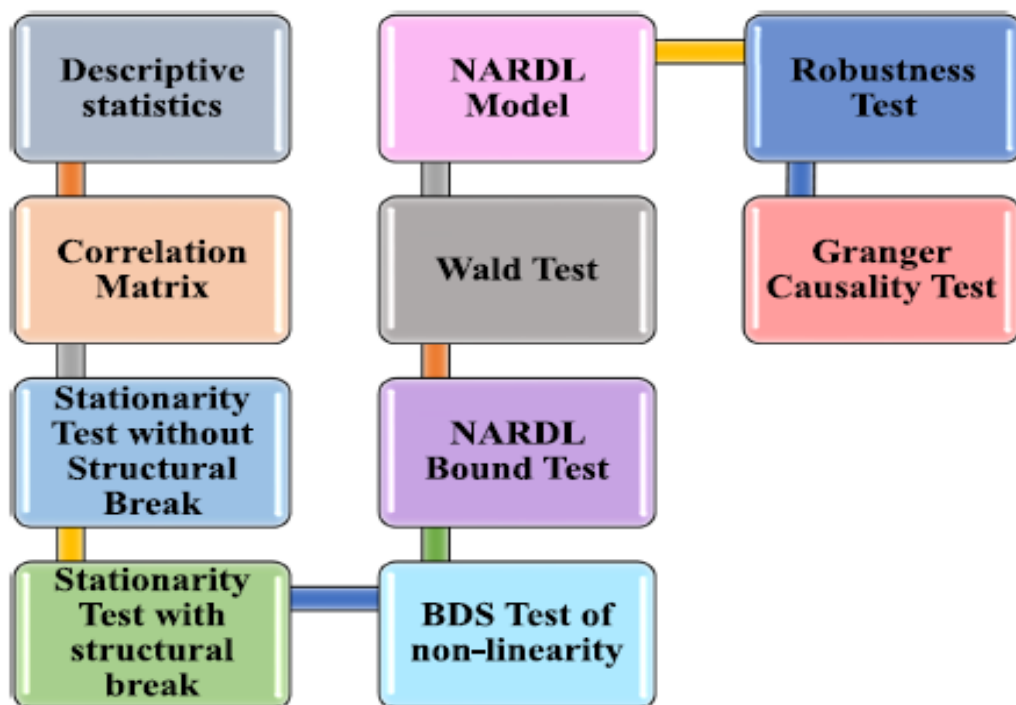 Descriptive
statistics
Correlation
Matrix
Stationarity
Test without
Structural
Break
Stationarity
Test with
structural
break
BDS Test of
non-linearity
NARDL
Bound Test
Wald Test
NARDL
Model
Robustness
Test
Granger
Causality Test